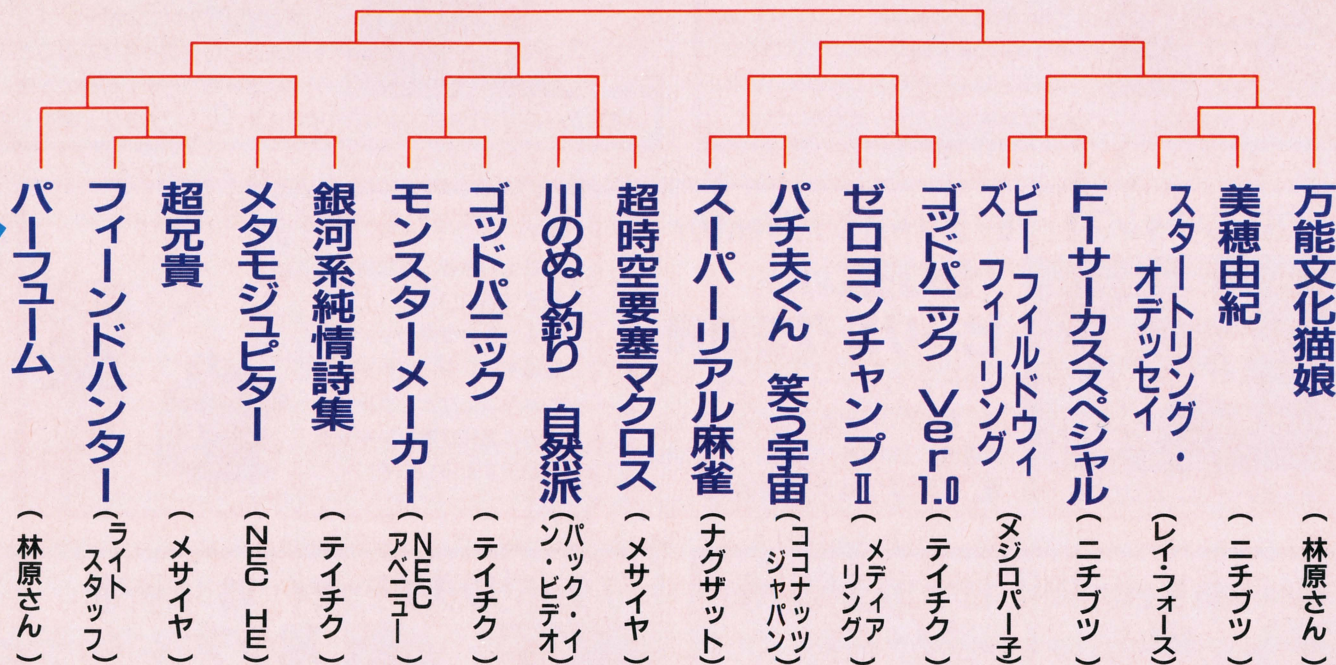 万能文化猫娘
（林原さん）
美穂由紀
（ニチブツ）
スタートリング・
オデッセイ
（レイ・フォース）
F1サーカススペシャル
（ニチブツ）
ビー フィールドウィ
ズ フィーリング
（メジロパー子）
ゴッドパニック Ver1.0
（テイチク）
ゼロヨンチャンプⅡ
（メディア
リング）
パチ夫くん 笑う宇宙
（ココナッツ
ジャパン）
スーパーリアル麻雀
（ナグザット）
超時空要塞マクロス
（メサイヤ）
川のぬし釣り 自然派
（パック・イ
ン・ビデオ）
ゴッドパニック
（テイチク）
モンスターメーカー
（NEC
アベニュー）
銀河系純情詩集
（テイチク）
メタモジュピター
（NEC HE）
超兄貴
（メサイヤ）
フィーンドハンター
（ライト
スタッフ）
パーフューム
（林原さん）